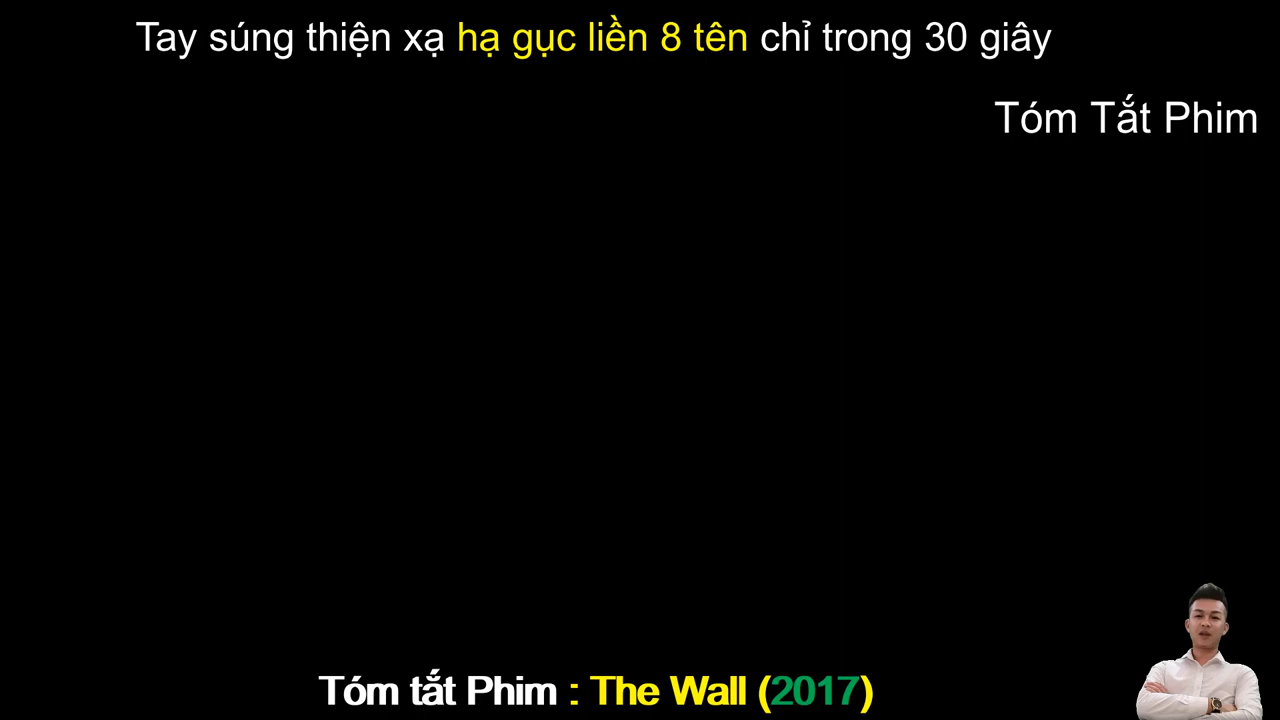 Tay súng thiện xạ hạ gục liền 8 tên chỉ trong 30 giây
Tóm Tắt Phim
Tóm tắt Phim : The Wall (2017)